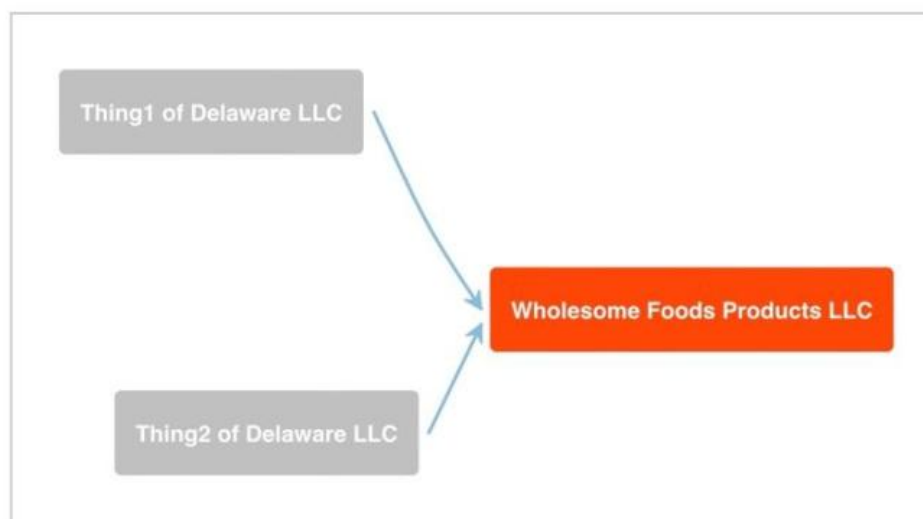 Thing1 of Delaware LLC
Wholesome Foods Products LLC
Thing2 of Delaware LLC